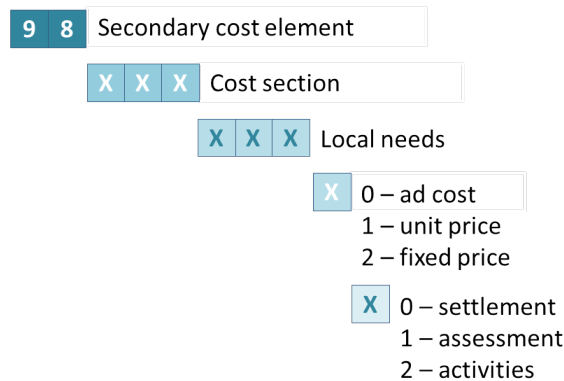 9 8 Secondary cost element
X X X Cost section
X X X Local needs
X 0 – ad cost
1 – unit price
2 – fixed price
X 0 – settlement
1 – assessment
2 – activities